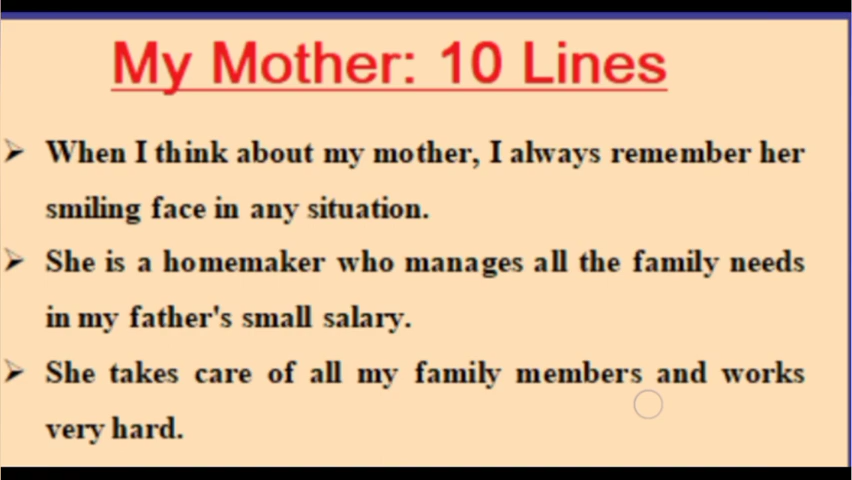 My Mother: 10 Lines
➢ When I think about my mother, I always remember her
smiling face in any situation.
➢ She is a homemaker who manages all the family needs
in my father's small salary.
➢ She takes care of all my family members and works
very hard.